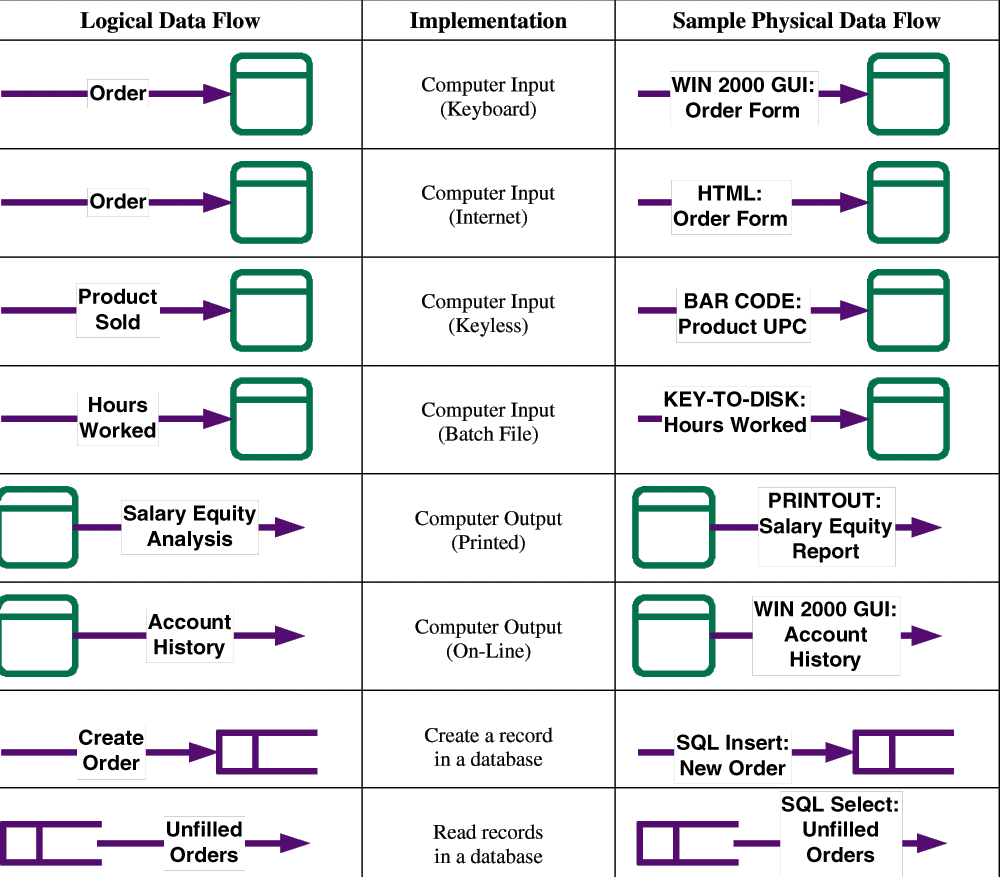 Logical Data Flow
Implementation
Sample Physical Data Flow
Order
Computer Input
(Keyboard)
WIN 2000 GUI:
Order Form
Order
Computer Input
(Internet)
HTML:
Order Form
Product
Sold
Computer Input
(Keyless)
BAR CODE:
Product UPC
Hours
Worked
Computer Input
(Batch File)
KEY-TO-DISK:
Hours Worked
Salary Equity
Analysis
Computer Output
(Printed)
PRINTOUT:
Salary Equity
Report
Account
History
Computer Output
(On-Line)
WIN 2000 GUI:
Account
History
Create
Order
Create a record
in a database
SQL Insert:
New Order
Unfilled
Orders
Read records
in a database
SQL Select:
Unfilled
Orders